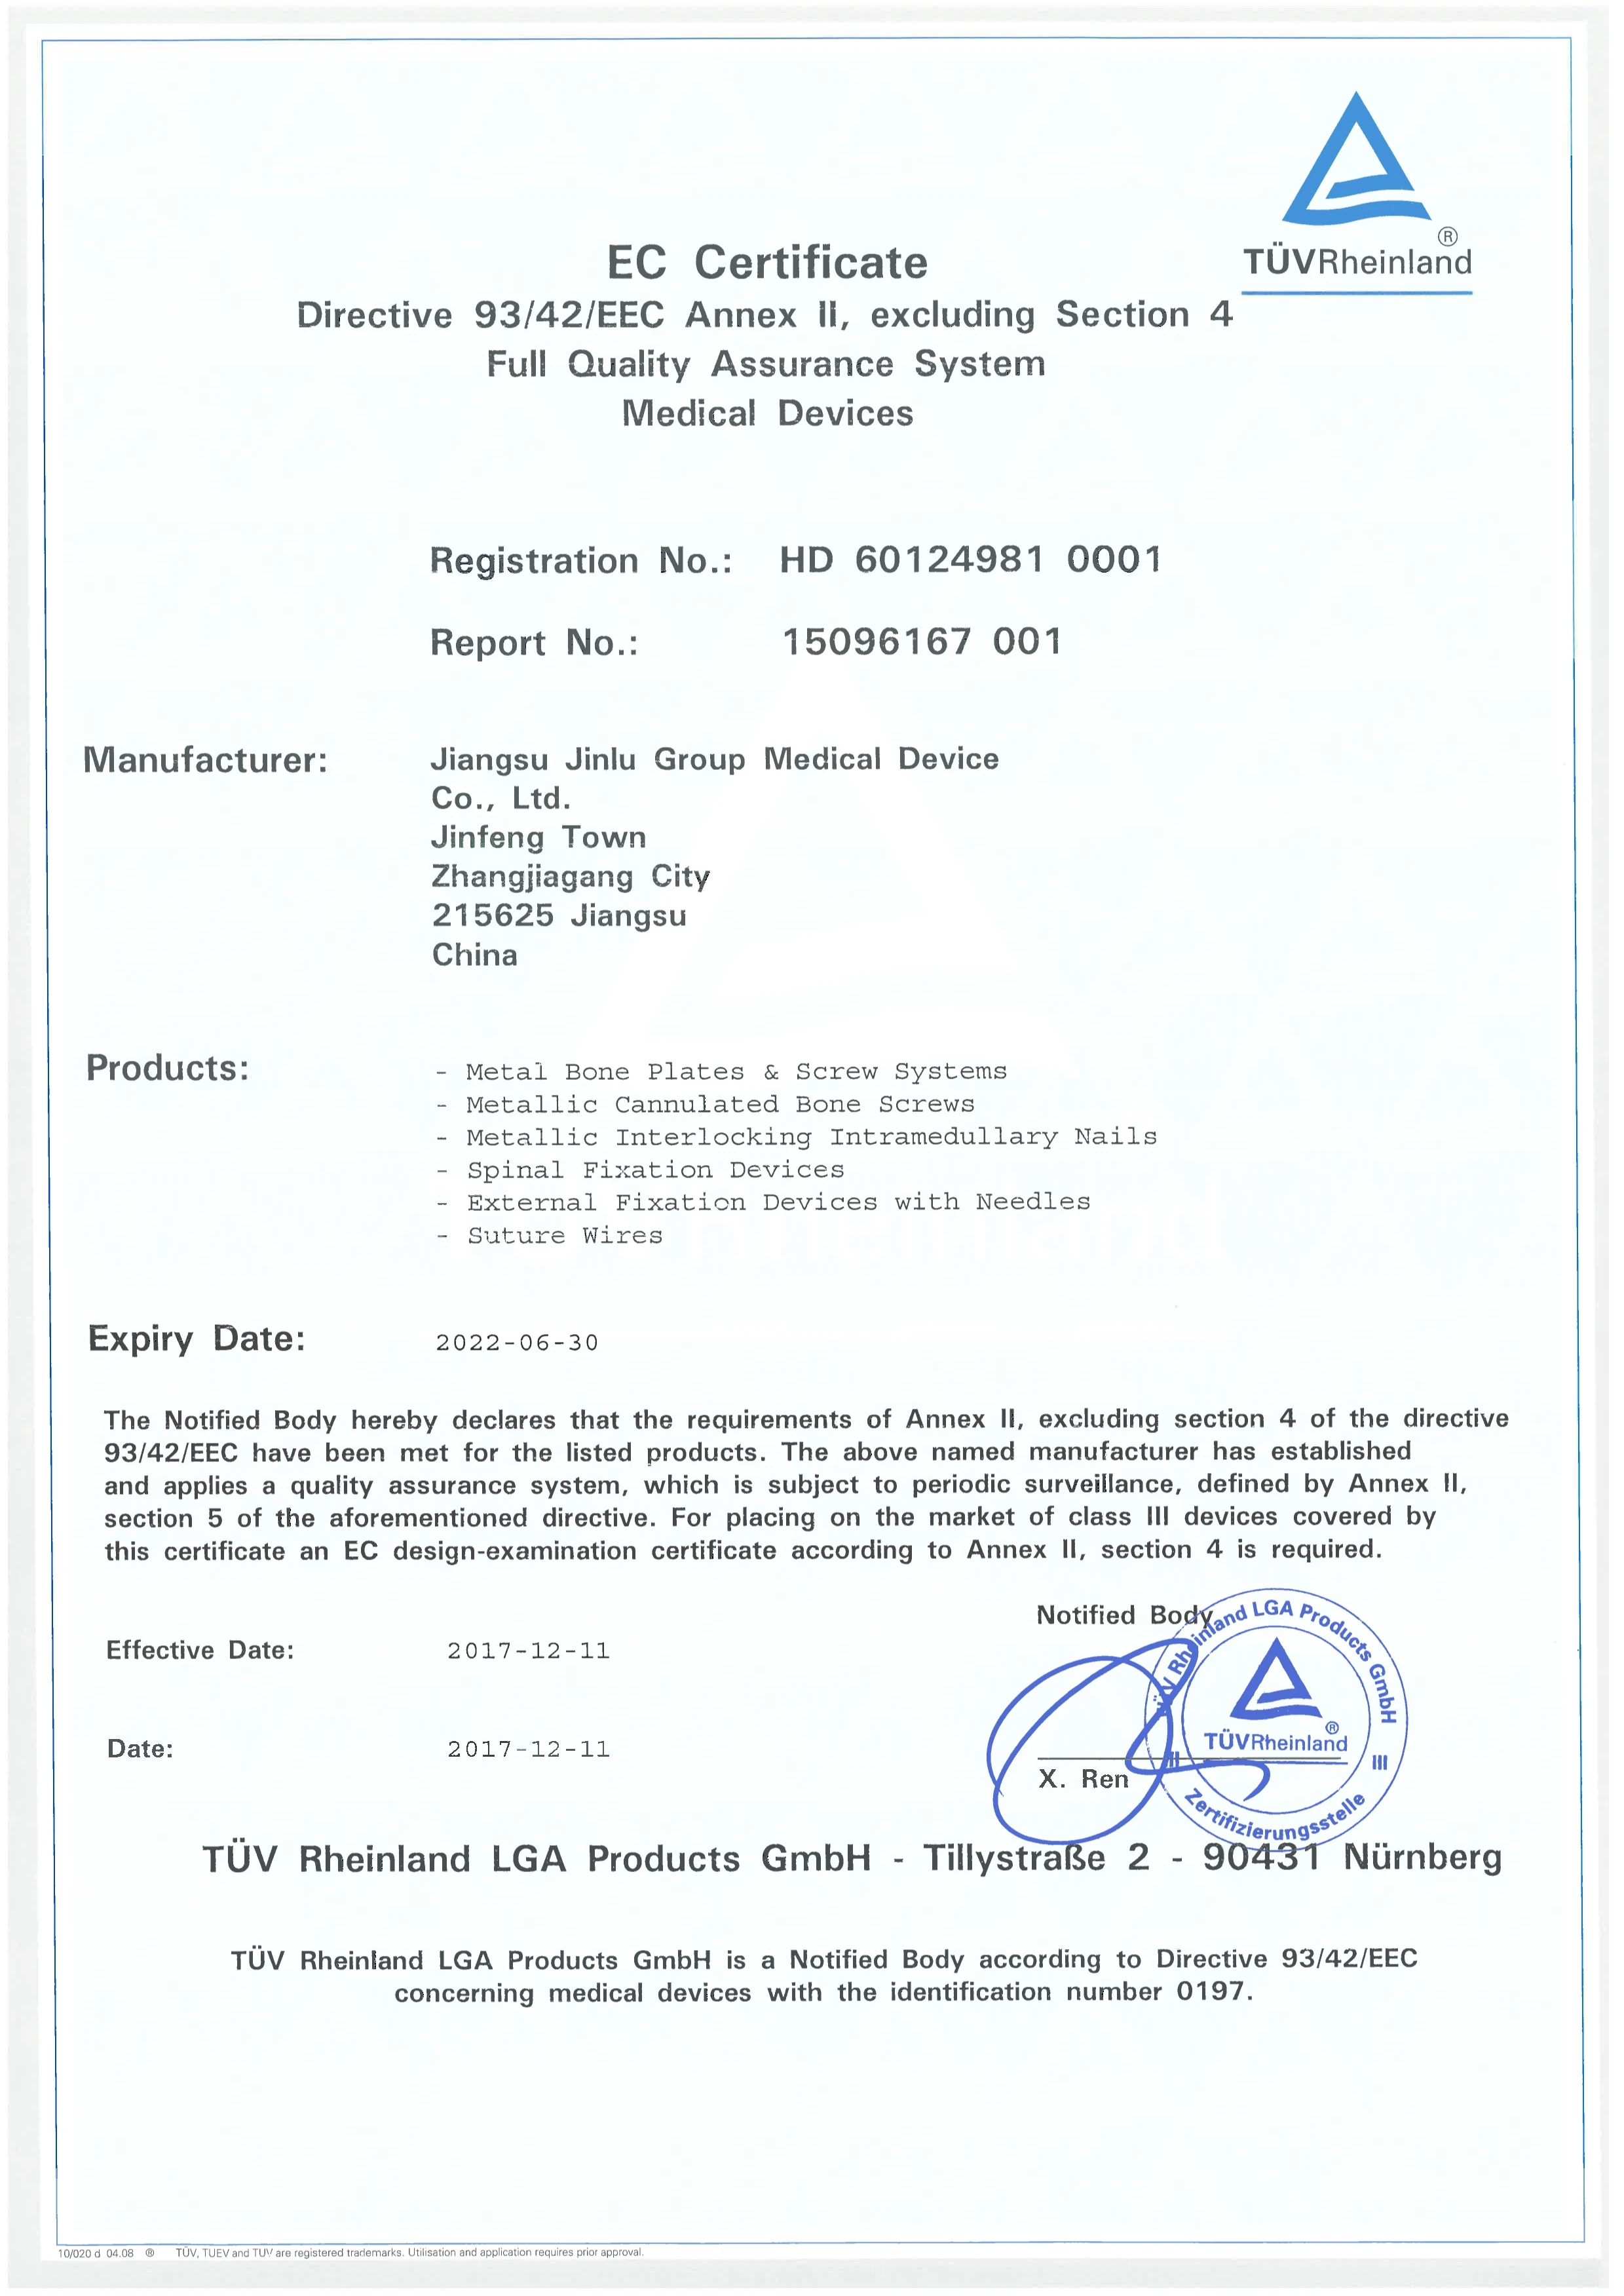 TÜVRheinland
®
EC Certificate
Directive 93/42/EEC Annex II, excluding Section 4
Full Quality Assurance System
Medical Devices
Registration No.: HD 60124981 0001
Report No.: 15096167 001
Manufacturer: Jiangsu Jinlu Group Medical Device
Co., Ltd.
Jinfeng Town
Zhangjiagang City
215625 Jiangsu
China
Products: - Metal Bone Plates & Screw Systems
- Metallic Cannulated Bone Screws
- Metallic Interlocking Intramedullary Nails
- Spinal Fixation Devices
- External Fixation Devices with Needles
- Suture Wires
Expiry Date: 2022-06-30
The Notified Body hereby declares that the requirements of Annex II, excluding section 4 of the directive
93/42/EEC have been met for the listed products. The above named manufacturer has established
and applies a quality assurance system, which is subject to periodic surveillance, defined by Annex II,
section 5 of the aforementioned directive. For placing on the market of class III devices covered by
this certificate an EC design-examination certificate according to Annex II, section 4 is required.
Notified Body
Effective Date: 2017-12-11
Date: 2017-12-11
TÜV Rheinland LGA Products GmbH
TÜVRheinland
®
III III
Zertifizierungsstelle
X. Ren
TÜV Rheinland LGA Products GmbH - Tillystraße 2 - 90431 Nürnberg
TÜV Rheinland LGA Products GmbH is a Notified Body according to Directive 93/42/EEC
concerning medical devices with the identification number 0197.
10/020 d 04.08 ® TÜV, TUEV and TUV are registered trademarks. Utilisation and application requires prior approval.